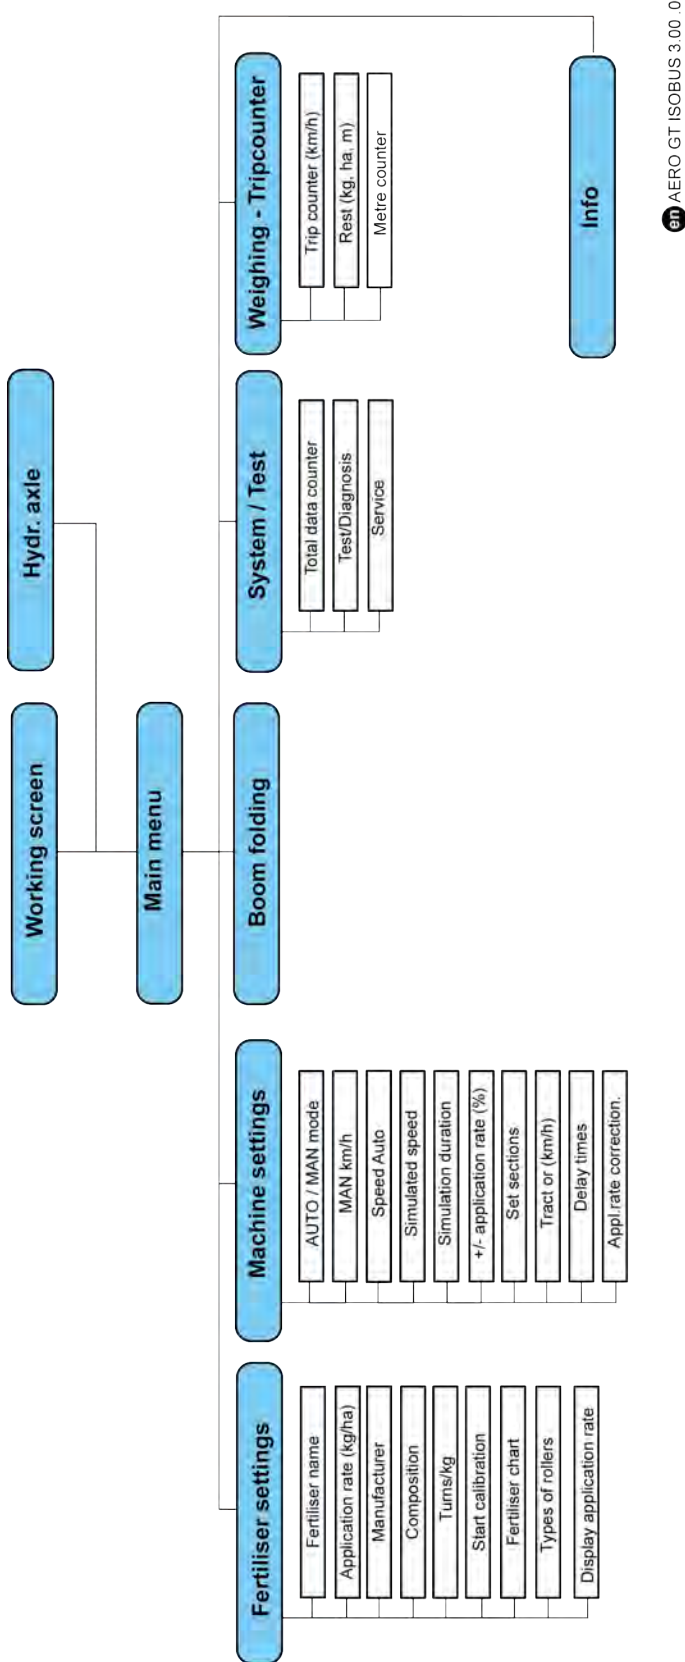 Working screen
Hydr. axle
Main menu
Fertiliser settings
Fertiliser name
Application rate (kg/ha)
Manufacturer
Composition
Turns/kg
Start calibration
Fertiliser chart
Types of rollers
Display application rate
Machine settings
AUTO / MAN mode
MAN km/h
Speed Auto
Simulated speed
Simulation duration
+/- application rate (%)
Set sections
Tract or (km/h)
Delay times
Appl.rate correction.
Boom folding
System / Test
Total data counter
Test/Diagnosis
Service
Weighing - Tripcounter
Trip counter (km/h)
Rest (kg, ha, m)
Metre counter
Info
en AERO GT ISOBUS 3.00 .0